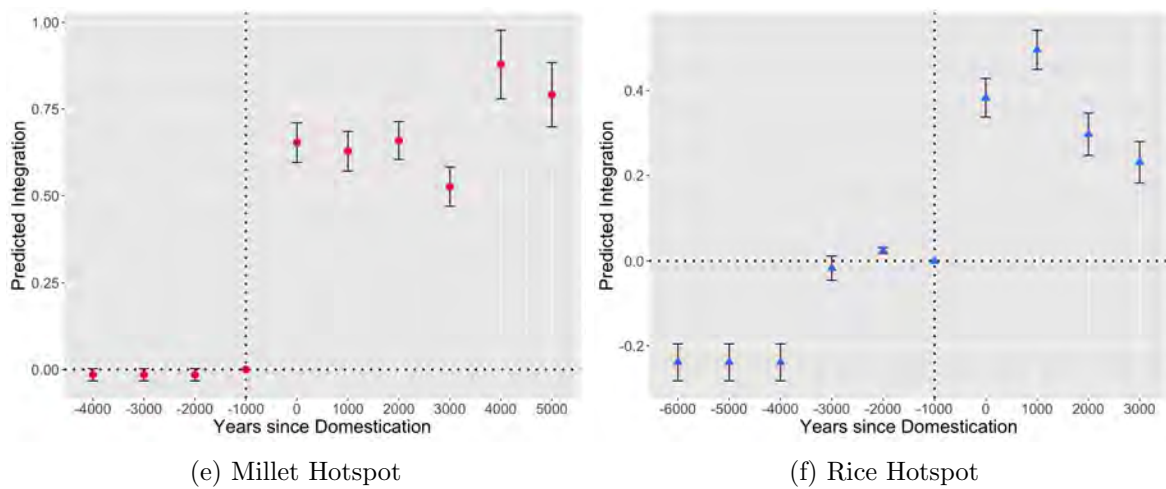 1.00
0.75
0.50
0.25
0.00
Predicted Integration
-4000 -3000 -2000 -1000 0 1000 2000 3000 4000 5000
Years since Domestication
(e) Millet Hotspot
0.4
0.2
0.0
-0.2
Predicted Integration
-6000 -5000 -4000 -3000 -2000 -1000 0 1000 2000 3000
Years since Domestication
(f) Rice Hotspot